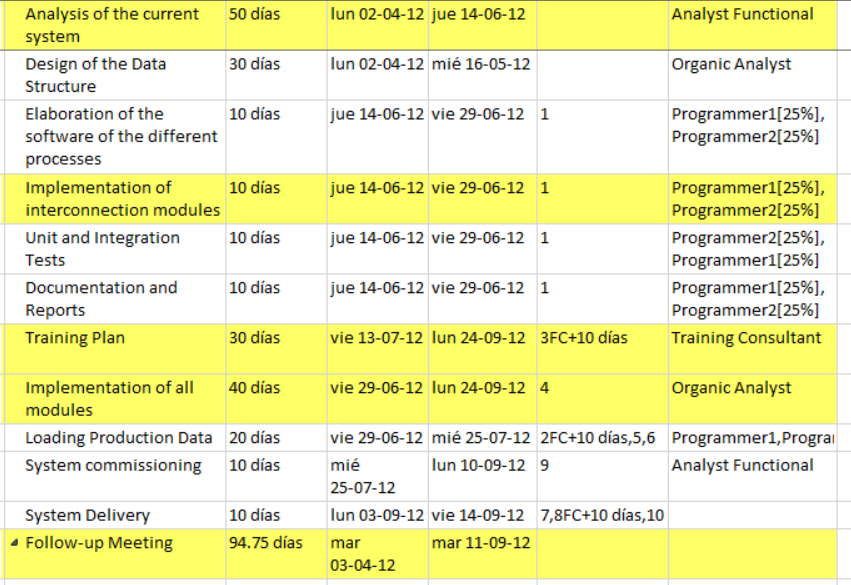 Analysis of the current system 50 días lun 02-04-12 jue 14-06-12 Analyst Functional
Design of the Data Structure 30 días lun 02-04-12 mié 16-05-12 Organic Analyst
Elaboration of the software of the different processes 10 días jue 14-06-12 vie 29-06-12 1 Programmer1[25%], Programmer2[25%]
Implementation of interconnection modules 10 días jue 14-06-12 vie 29-06-12 1 Programmer1[25%], Programmer2[25%]
Unit and Integration Tests 10 días jue 14-06-12 vie 29-06-12 1 Programmer2[25%], Programmer1[25%]
Documentation and Reports 10 días jue 14-06-12 vie 29-06-12 1 Programmer1[25%], Programmer2[25%]
Training Plan 30 días vie 13-07-12 lun 24-09-12 3FC+10 días Training Consultant
Implementation of all modules 40 días vie 29-06-12 lun 24-09-12 4 Organic Analyst
Loading Production Data 20 días vie 29-06-12 mié 25-07-12 2FC+10 días,5,6 Programmer1,Progra
System commissioning 10 días mié 25-07-12 lun 10-09-12 9 Analyst Functional
System Delivery 10 días lun 03-09-12 vie 14-09-12 7,8FC+10 días,10
Follow-up Meeting 94.75 días mar 03-04-12 mar 11-09-12